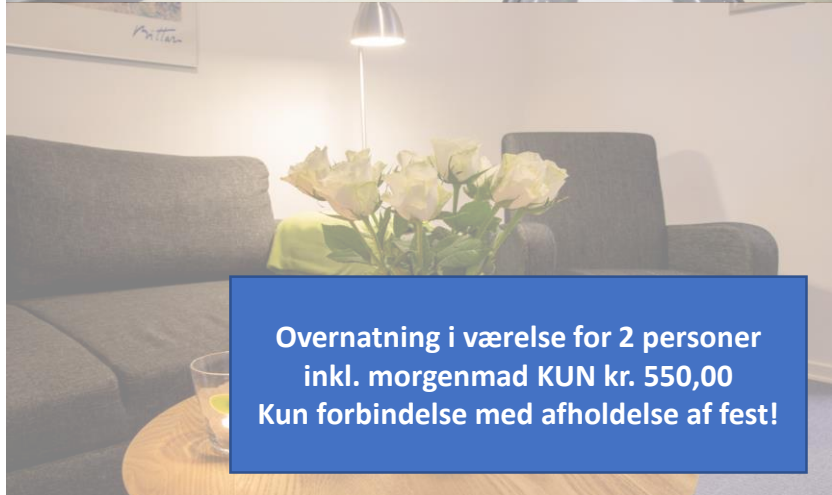 Overnatning i værelse for 2 personer
inkl. morgenmad KUN kr. 550,00
Kun forbindelse med afholdelse af fest!